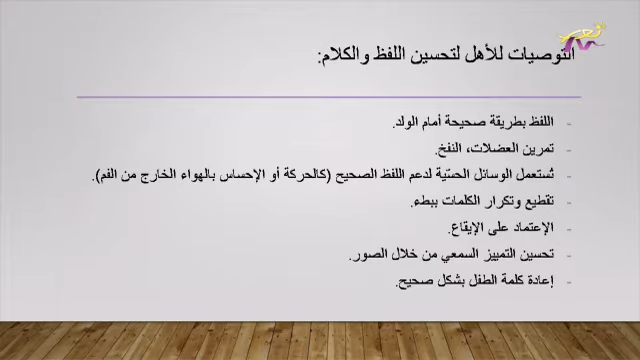 التوصيات للأهل لتحسين اللفظ والكلام:
- اللفظ بطريقة صحيحة أمام الولد.
- تمرين العضلات، النفخ.
- تُستعمل الوسائل الحسّية لدعم اللفظ الصحيح (كالحركة أو الإحساس بالهواء الخارج من الفم).
- تقطيع وتكرار الكلمات ببطء.
- الإعتماد على الإيقاع.
- تحسين التمييز السمعي من خلال الصور.
- إعادة كلمة الطفل بشكل صحيح.